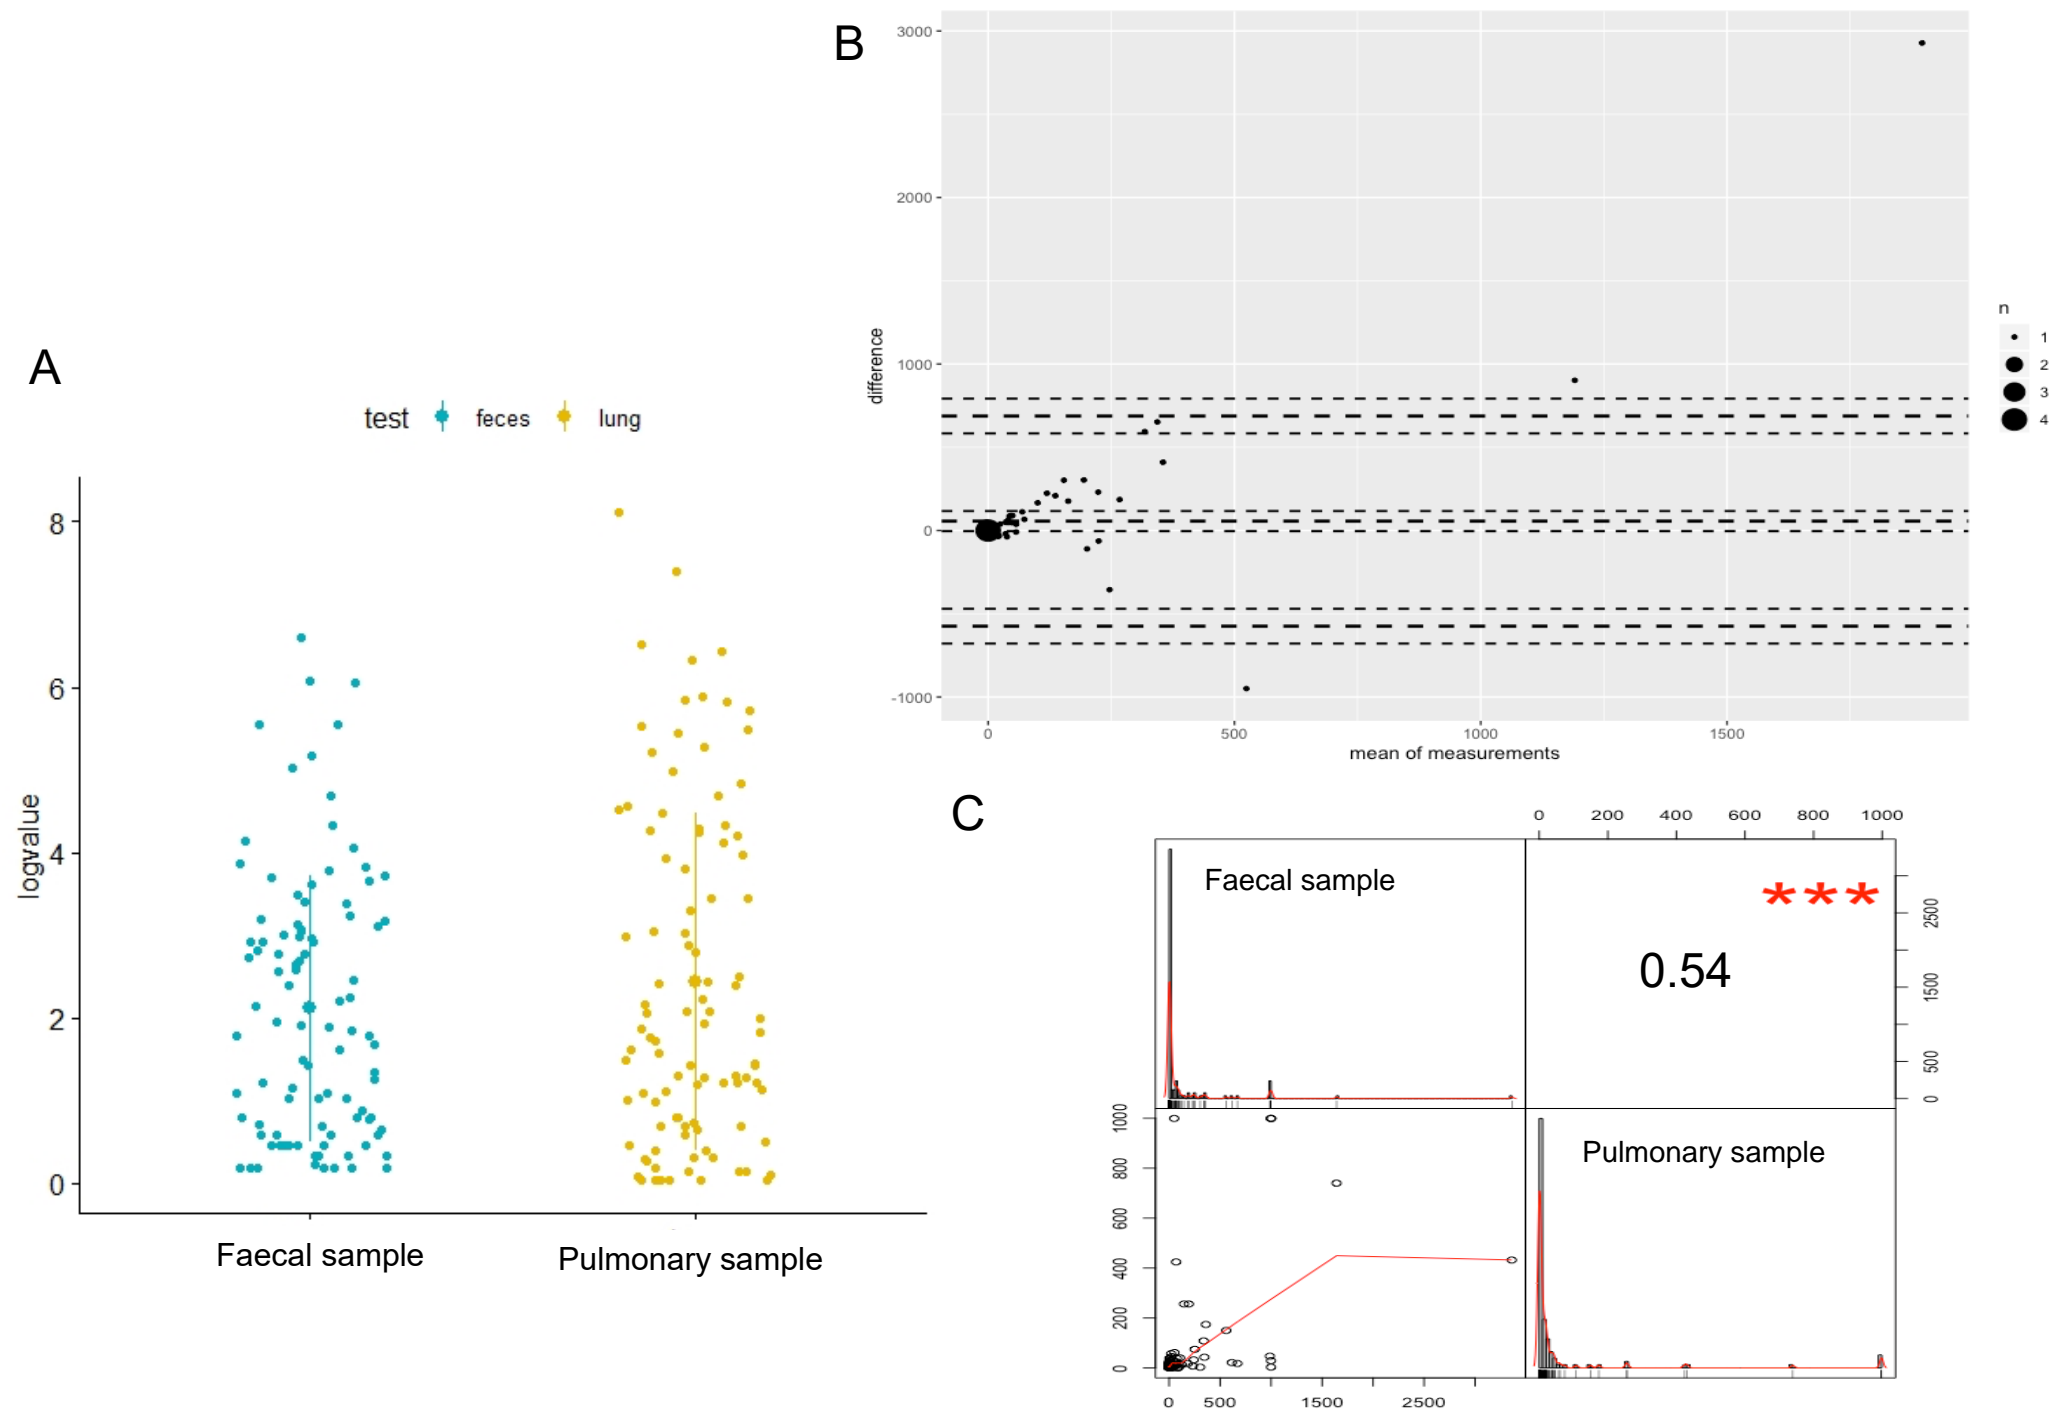 A
test feces lung
logvalue
8
6
4
2
0
Faecal sample Pulmonary sample
B
difference
3000
2000
1000
0
-1000
0 500 1000 1500
mean of measurements
n
1
2
3
4
C
0 200 400 600 800 1000
Faecal sample
***
0.54
2500
1500
500
0
1000
800
600
400
200
0
Pulmonary sample
0 500 1500 2500